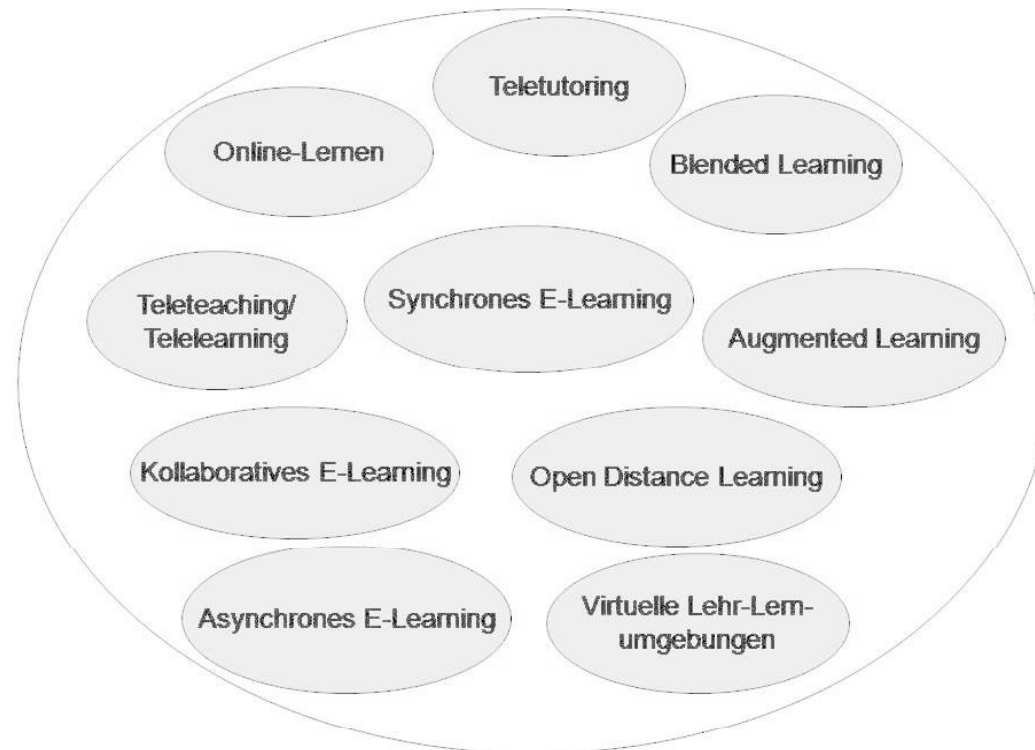 Teletutoring
Online-Lernen
Blended Learning
Synchrones E-Learning
Teleteaching/
Telelearning
Augmented Learning
Kollaboratives E-Learning
Open Distance Learning
Asynchrones E-Learning
Virtuelle Lehr-Lern-
umgebungen